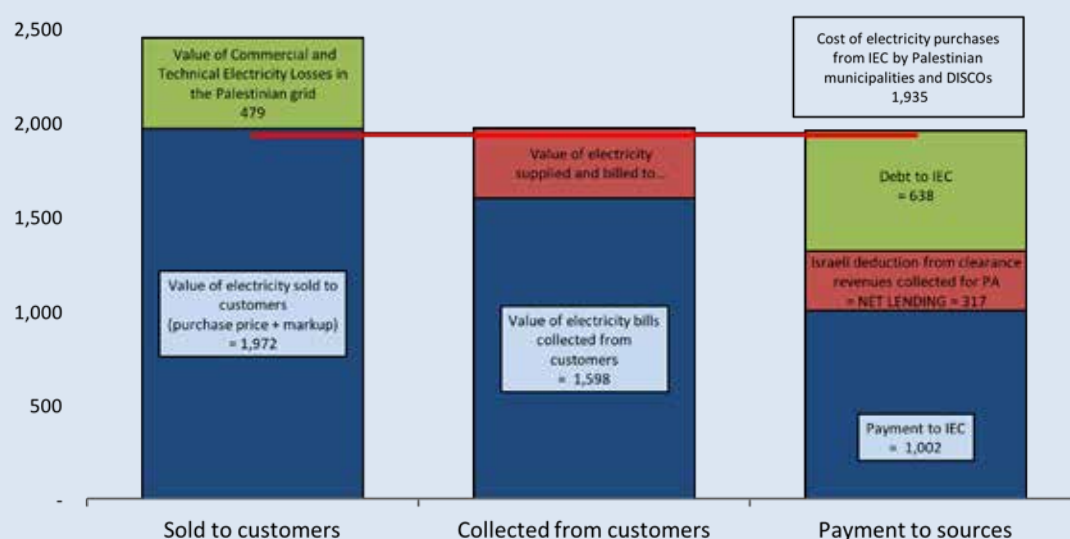 2,500
2,000
1,500
1,000
500
-
Value of Commercial and
Technical Electricity Losses in
the Palestinian grid
479
Value of electricity sold to
customers
(purchase price + markup)
= 1,972
Sold to customers
Value of electricity
supplied and billed to...
Value of electricity bills
collected from
customers
= 1,598
Collected from customers
Cost of electricity purchases
from IEC by Palestinian
municipalities and DISCOs
1,935
Debt to IEC
= 638
Israeli deduction from clearance
revenues collected for PA
= NET LENDING = 317
Payment to IEC
= 1,002
Payment to sources